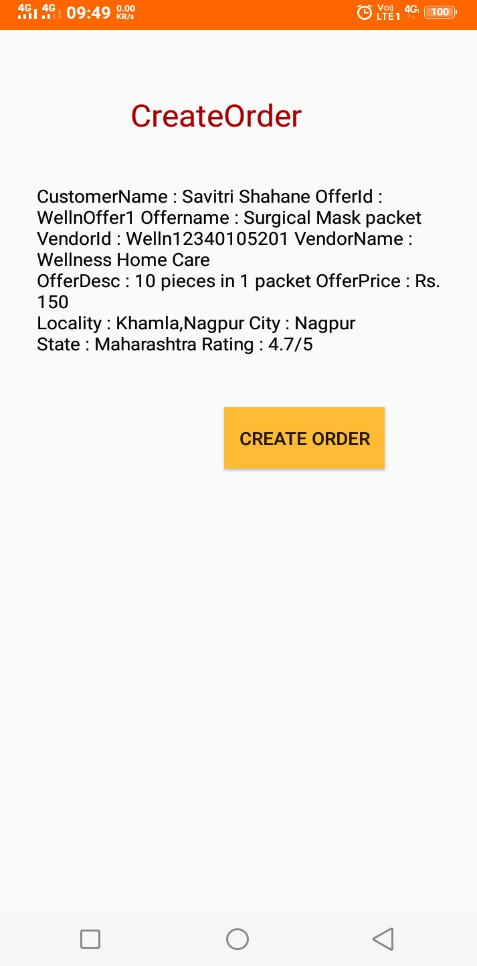 4G 4G 09:49 0.00 KB/s Vo)) LTE1 4G 100
CreateOrder
CustomerName : Savitri Shahane OfferId :
WellnOffer1 Offername : Surgical Mask packet
VendorId : Welln12340105201 VendorName :
Wellness Home Care
OfferDesc : 10 pieces in 1 packet OfferPrice : Rs.
150
Locality : Khamla,Nagpur City : Nagpur
State : Maharashtra Rating : 4.7/5
CREATE ORDER